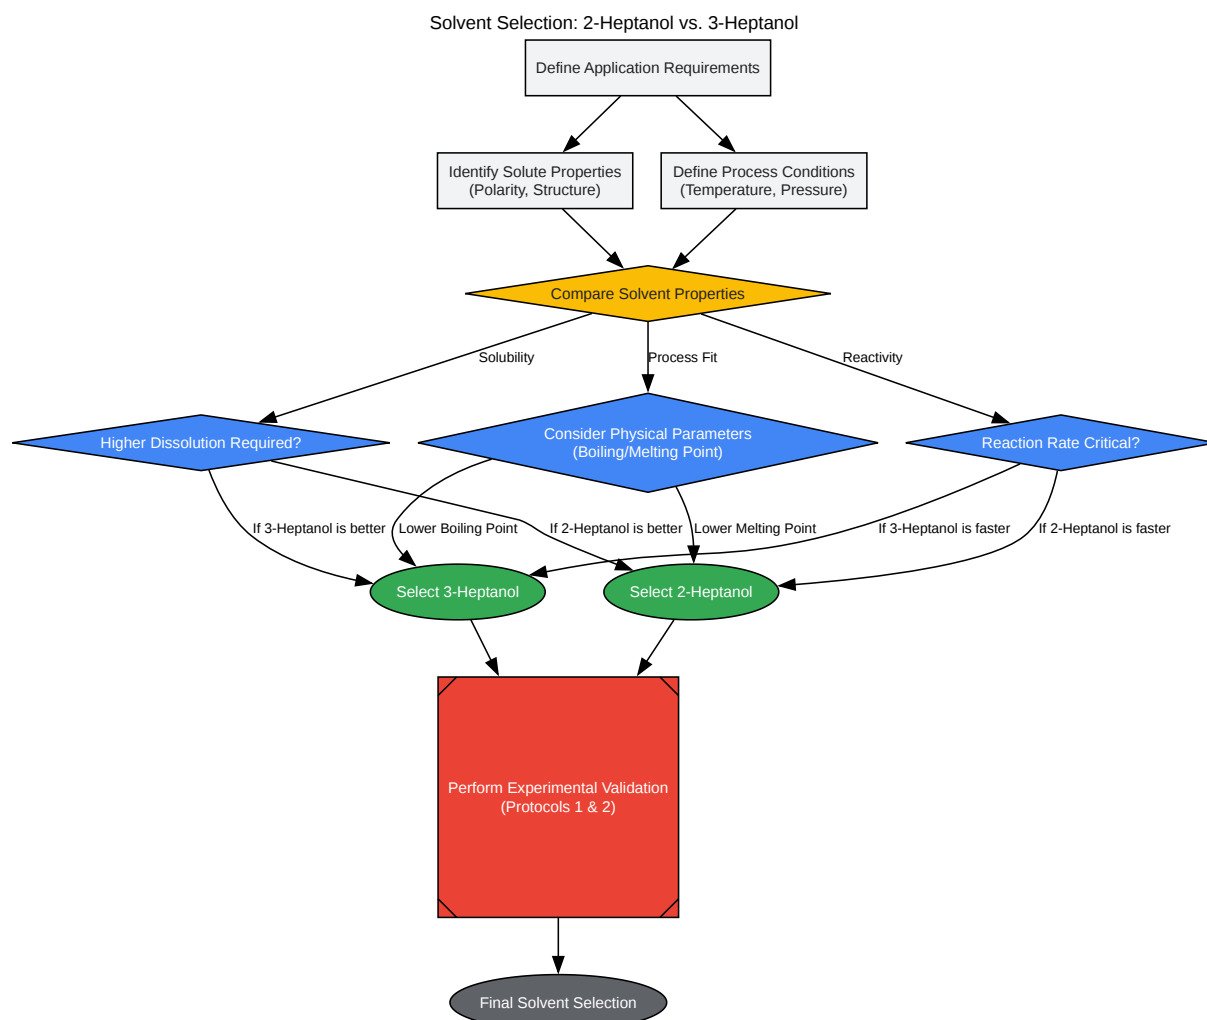 Solvent Selection: 2-Heptanol vs. 3-Heptanol
Define Application Requirements
Identify Solute Properties
(Polarity, Structure)
Define Process Conditions
(Temperature, Pressure)
Compare Solvent Properties
Solubility
Process Fit
Reactivity
Higher Dissolution Required?
Consider Physical Parameters
(Boiling/Melting Point)
Reaction Rate Critical?
If 3-Heptanol is better
Lower Boiling Point
If 2-Heptanol is better
Lower Melting Point
If 3-Heptanol is faster
If 2-Heptanol is faster
Select 3-Heptanol
Select 2-Heptanol
Perform Experimental Validation
(Protocols 1 & 2)
Final Solvent Selection